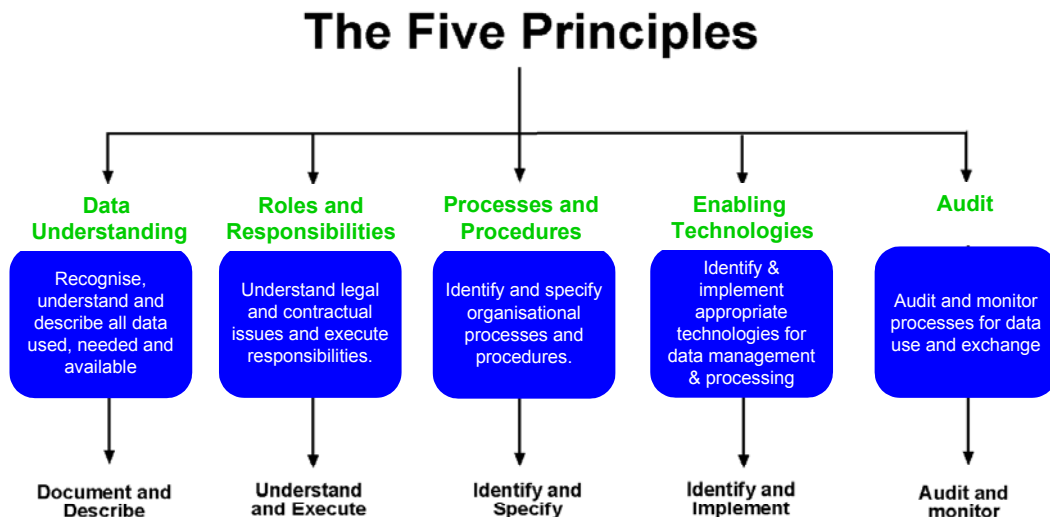 The Five Principles
Data
Understanding
Recognise,
understand and
describe all data
used, needed and
available
Document and
Describe
Roles and
Responsibilities
Understand legal
and contractual
issues and execute
responsibilities.
Understand
and Execute
Processes and
Procedures
Identify and specify
organisational
processes and
procedures.
Identify and
Specify
Enabling
Technologies
Identify &
implement
appropriate
technologies for
data management
& processing
Identify and
Implement
Audit
Audit and monitor
processes for data
use and exchange
Audit and
monitor